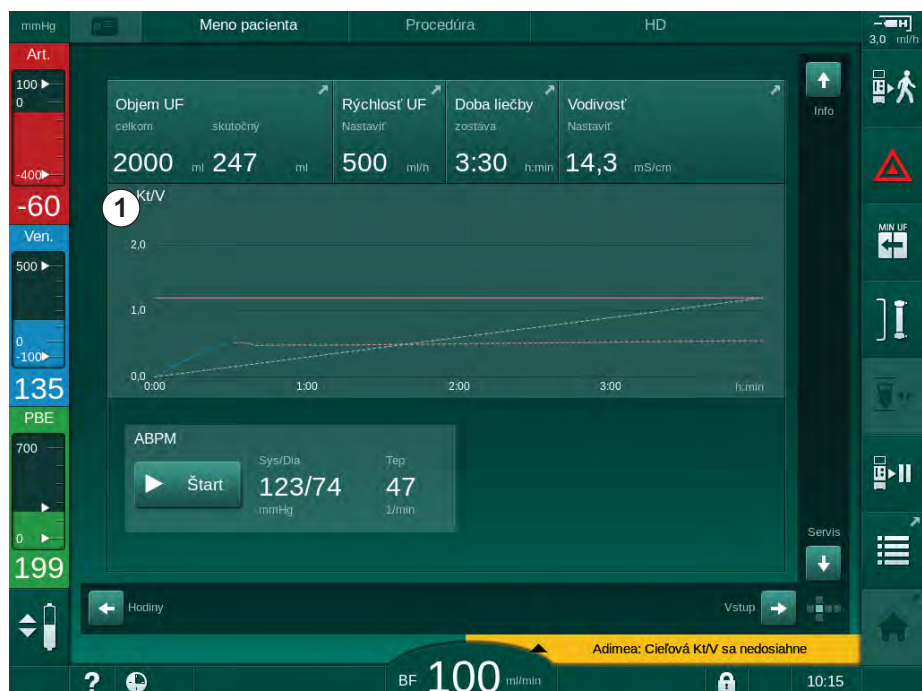 mmHg
Meno pacienta
Procedúra
HD
3,0 ml/h
Art.
100
0
-400
-60
Ven.
500
0
-100
135
PBE
700
0
199
Objem UF
celkom
skutočný
2000 ml 247 ml
Rýchlosť UF
Nastaviť
500 ml/h
Doba liečby
zostáva
3:30 h:min
Vodivosť
Nastaviť
14,3 mS/cm
Info
1
Kt/V
2,0
1,0
0,0
0:00 1:00 2:00 3:00 h:min
ABPM
Štart
Sys/Dia
123/74
mmHg
Tep
47
1/min
MIN UF
Servis
Hodiny
Vstup
Adimea: Cieľová Kt/V sa nedosiahne
? BF 100 ml/min 10:15